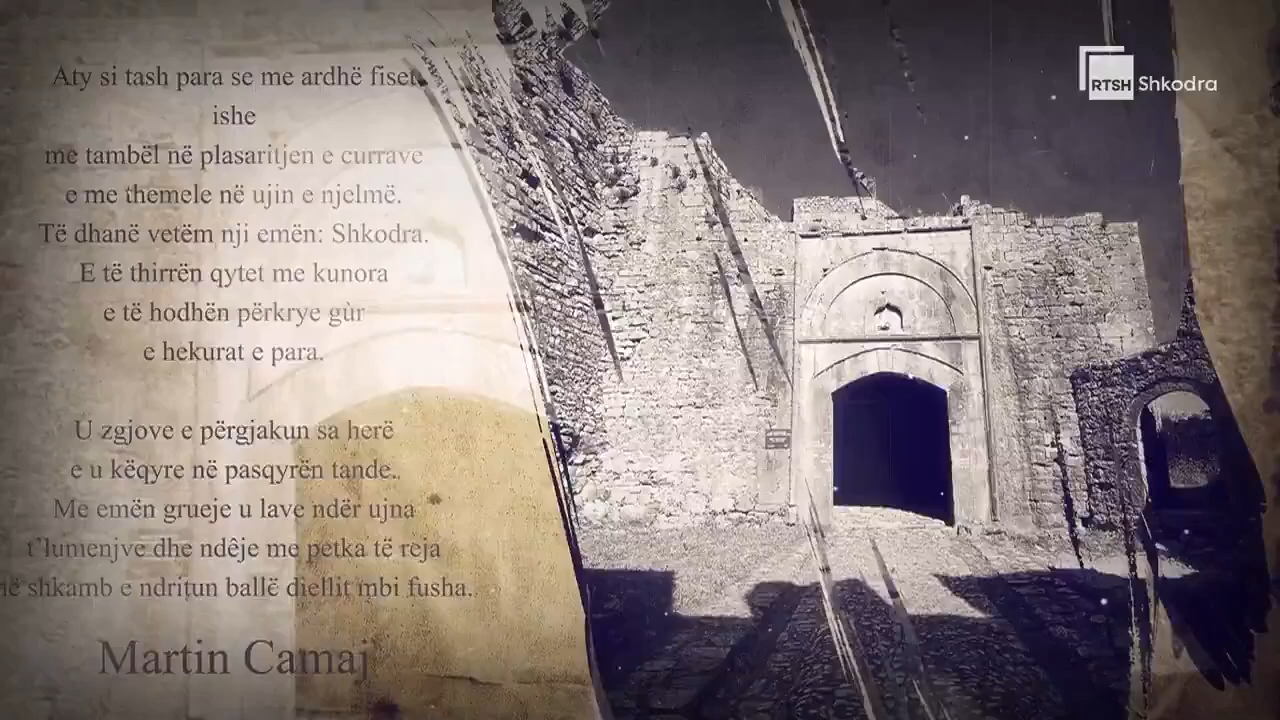 Aty si tash para se me ardhë fiset
ishe
me tambël në plasaritjen e currave
e me themele në ujin e njelmë.
Të dhanë vetëm nji emën: Shkodra.
E të thirrën qytet me kunora
e të hodhën përkrye gùr
e hekurat e para.
U zgjove e përgjakun sa herë
e u këqyre në pasqyrën tande.
Me emën grueje u lave ndër ujna
t'lumenjve dhe ndêje me petka të reja
në shkamb e ndritun ballë diellit mbi fusha.
Martin Camaj
RTSH Shkodra